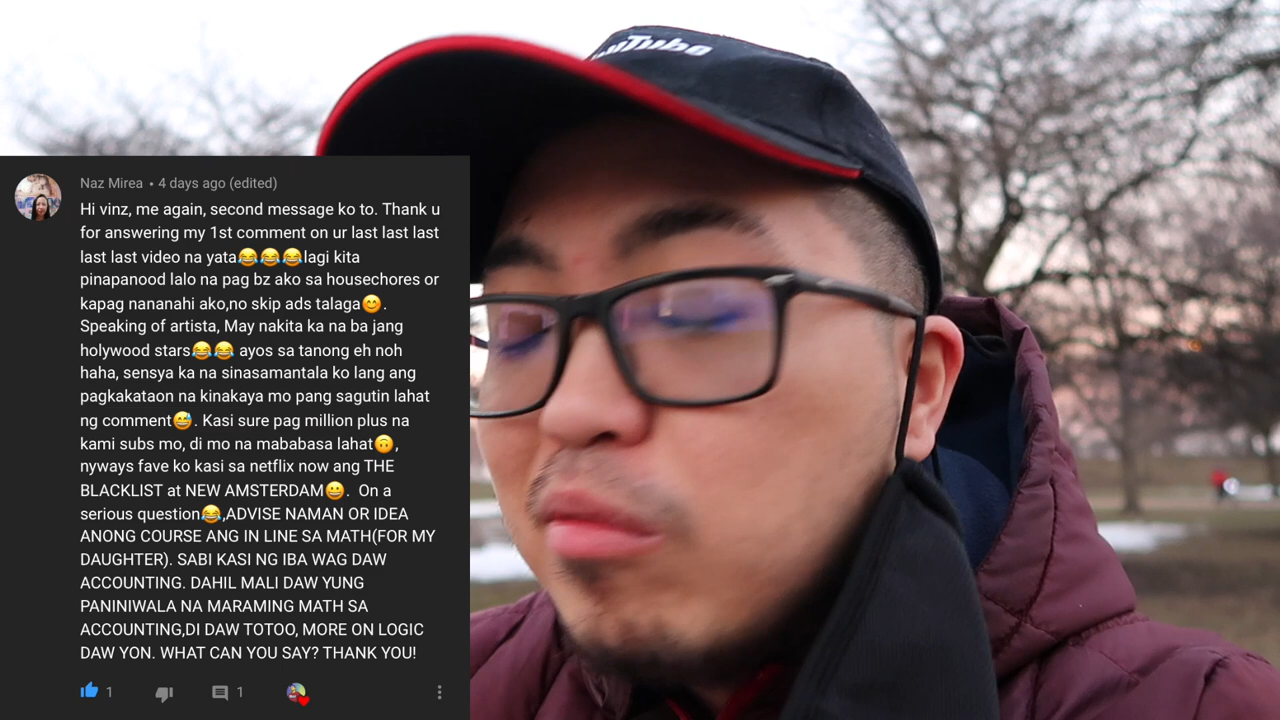 YouTube
Naz Mirea • 4 days ago (edited)
Hi vinz, me again, second message ko to. Thank u
for answering my 1st comment on ur last last last
last last video na yata😂😂😂lagi kita
pinapanood lalo na pag bz ako sa housechores or
kapag nananahi ako,no skip ads talaga😊.
Speaking of artista, May nakita ka na ba jang
holywood stars😂😂 ayos sa tanong eh noh
haha, sensya ka na sinasamantala ko lang ang
pagkakataon na kinakaya mo pang sagutin lahat
ng comment😅. Kasi sure pag million plus na
kami subs mo, di mo na mababasa lahat🙃,
nyways fave ko kasi sa netflix now ang THE
BLACKLIST at NEW AMSTERDAM😀.  On a
serious question😂,ADVISE NAMAN OR IDEA
ANONG COURSE ANG IN LINE SA MATH(FOR MY
DAUGHTER). SABI KASI NG IBA WAG DAW
ACCOUNTING. DAHIL MALI DAW YUNG
PANINIWALA NA MARAMING MATH SA
ACCOUNTING,DI DAW TOTOO, MORE ON LOGIC
DAW YON. WHAT CAN YOU SAY? THANK YOU!
1 1